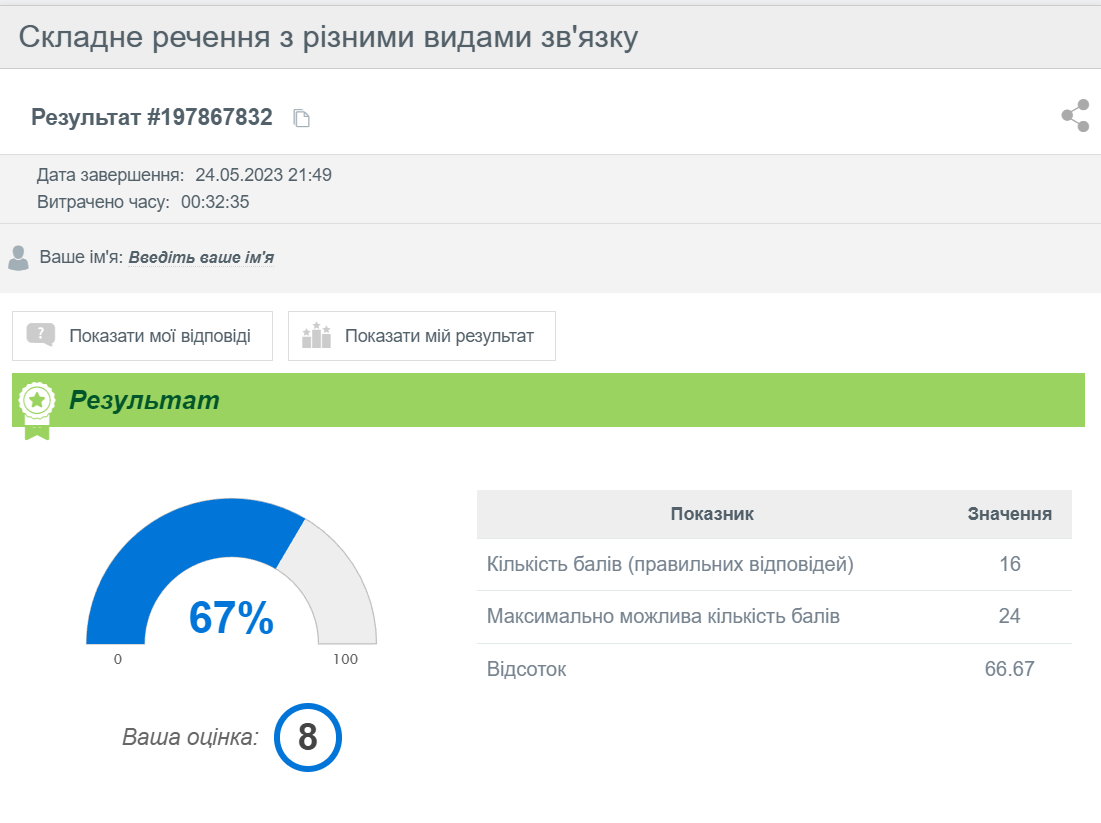 Складне речення з різними видами зв'язку
Результат #197867832
Дата завершення: 24.05.2023 21:49
Витрачено часу: 00:32:35
Ваше ім'я: Введіть ваше ім'я
? Показати мої відповіді
Показати мій результат
Результат
67%
0 100
Ваша оцінка: 8
Показник Значення
Кількість балів (правильних відповідей) 16
Максимально можлива кількість балів 24
Відсоток 66.67